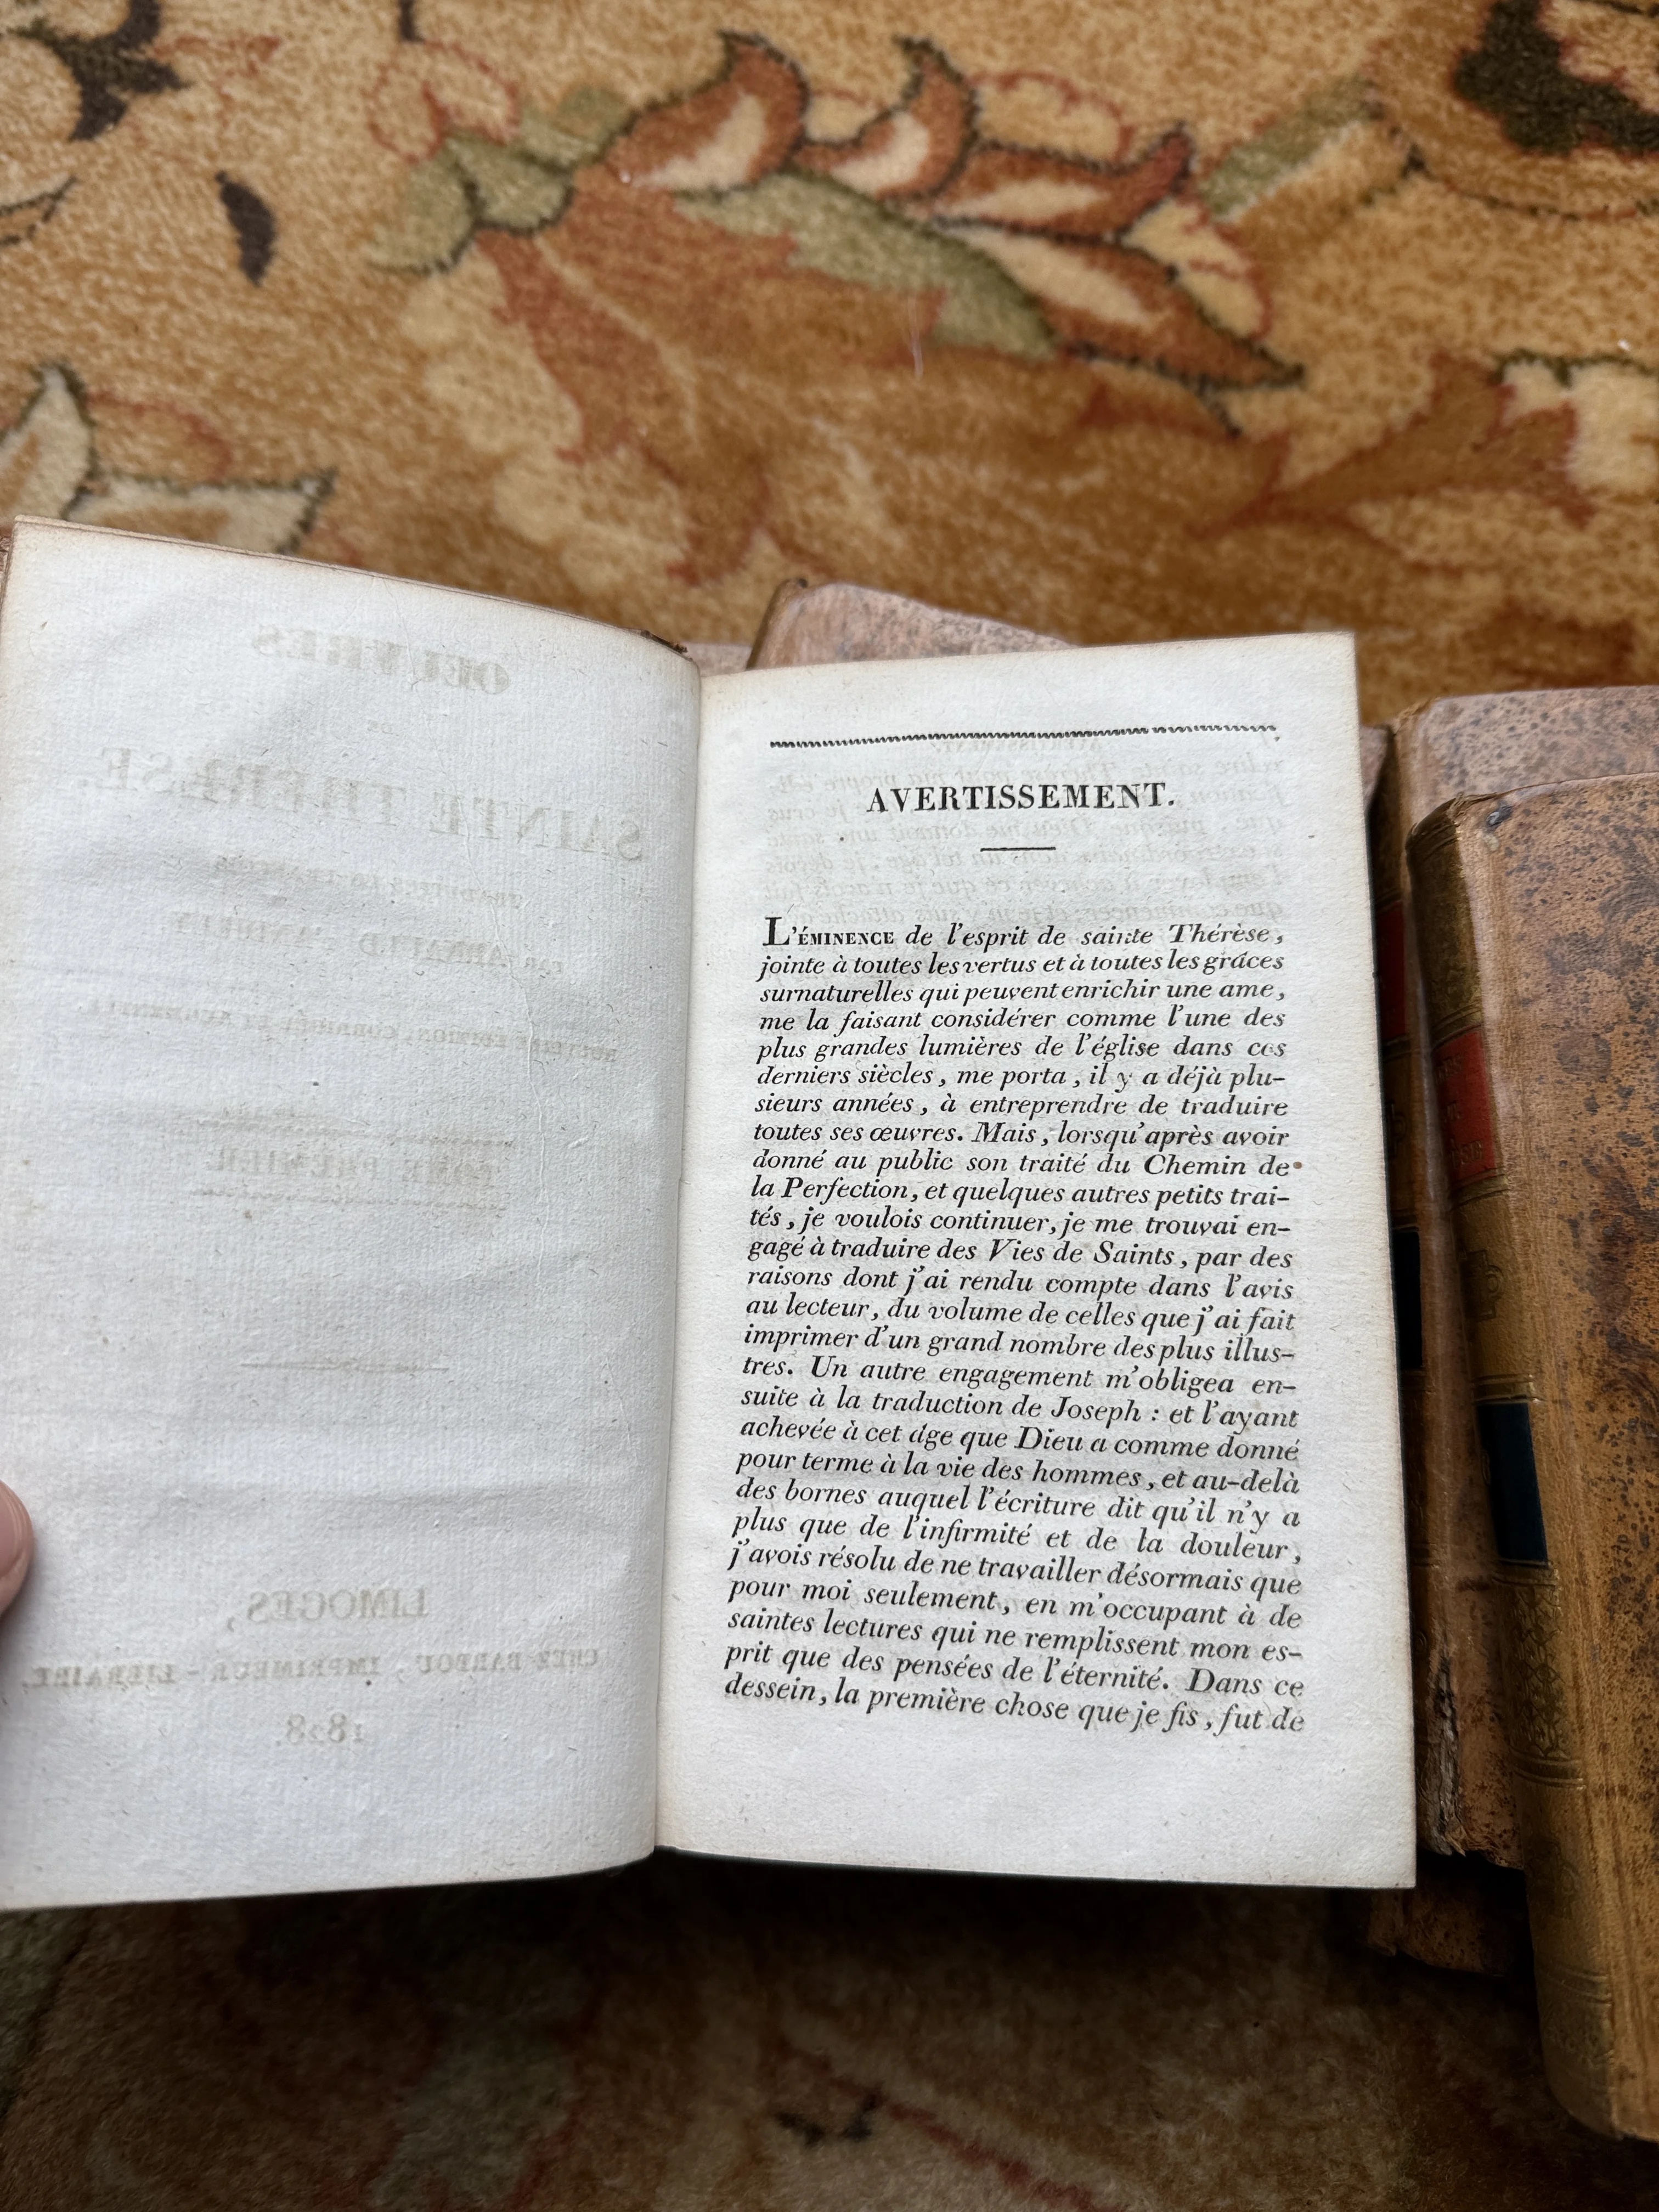 OEUVRES
SAINTE THÉRÈSE,
LIMOGES,
CHEZ BARBOU, IMPRIMEUR-LIBRAIRE.
1828.
AVERTISSEMENT.
L'ÉMINENCE de l'esprit de sainte Thérèse,
jointe à toutes les vertus et à toutes les grâces
surnaturelles qui peuvent enrichir une ame,
me la faisant considérer comme l'une des
plus grandes lumières de l'église dans ces
derniers siècles, me porta, il y a déjà plu-
sieurs années, à entreprendre de traduire
toutes ses œuvres. Mais, lorsqu'après avoir
donné au public son traité du Chemin de
la Perfection, et quelques autres petits trai-
tés, je voulois continuer, je me trouvai en-
gagé à traduire des Vies de Saints, par des
raisons dont j'ai rendu compte dans l'avis
au lecteur, du volume de celles que j'ai fait
imprimer d'un grand nombre des plus illus-
tres. Un autre engagement m'obligea en-
suite à la traduction de Joseph : et l'ayant
achevée à cet âge que Dieu a comme donné
pour terme à la vie des hommes, et au-delà
des bornes auquel l'écriture dit qu'il n'y a
plus que de l'infirmité et de la douleur,
j'avois résolu de ne travailler désormais que
pour moi seulement, en m'occupant à de
saintes lectures qui ne remplissent mon es-
prit que des pensées de l'éternité. Dans ce
dessein, la première chose que je fis, fut de